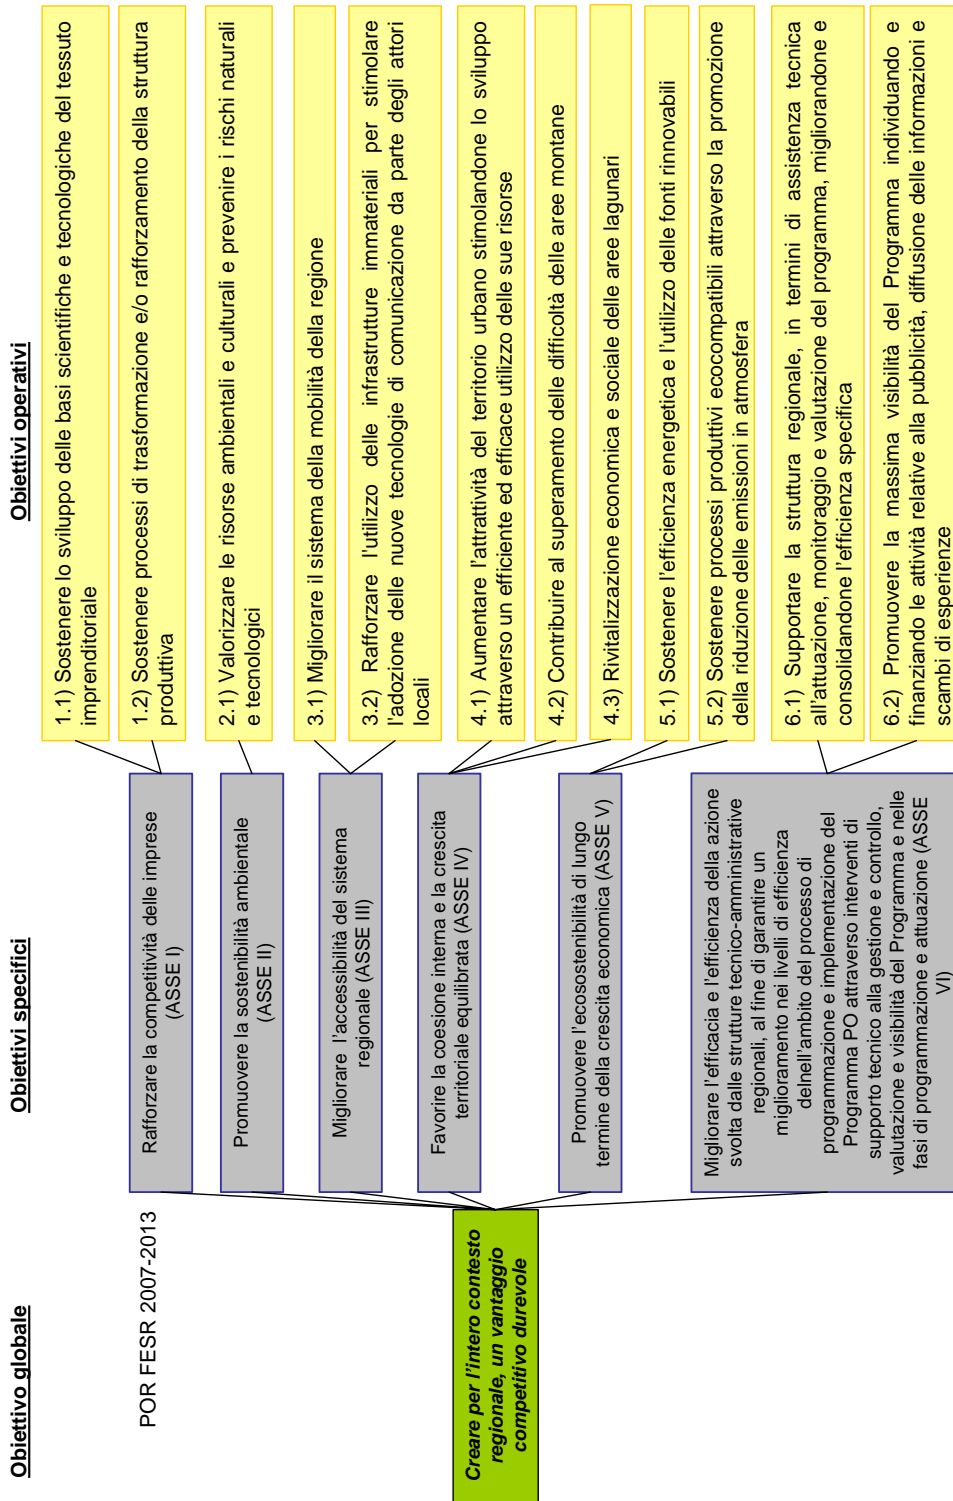 Obiettivo globale
Obiettivi specifici
Obiettivi operativi
POR FESR 2007-2013
Creare per l'intero contesto
regionale, un vantaggio
competitivo durevole
Rafforzare la competitività delle imprese
(ASSE I)
Promuovere la sostenibilità ambientale
(ASSE II)
Migliorare l'accessibilità del sistema
regionale (ASSE III)
Favorire la coesione interna e la crescita
territoriale equilibrata (ASSE IV)
Promuovere l'ecosostenibilità di lungo
termine della crescita economica (ASSE V)
Migliorare l'efficacia e l'efficienza della azione
svolta dalle strutture tecnico-amministrative
regionali, al fine di garantire un
miglioramento nei livelli di efficienza
delnell'ambito del processo di
programmazione e implementazione del
Programma PO attraverso interventi di
supporto tecnico alla gestione e controllo,
valutazione e visibilità del Programma e nelle
fasi di programmazione e attuazione (ASSE
VI)
1.1) Sostenere lo sviluppo delle basi scientifiche e tecnologiche del tessuto
imprenditoriale
1.2) Sostenere processi di trasformazione e/o rafforzamento della struttura
produttiva
2.1) Valorizzare le risorse ambientali e culturali e prevenire i rischi naturali
e tecnologici
3.1) Migliorare il sistema della mobilità della regione
3.2) Rafforzare l'utilizzo delle infrastrutture immateriali per stimolare
l'adozione delle nuove tecnologie di comunicazione da parte degli attori
locali
4.1) Aumentare l'attrattività del territorio urbano stimolandone lo sviluppo
attraverso un efficiente ed efficace utilizzo delle sue risorse
4.2) Contribuire al superamento delle difficoltà delle aree montane
4.3) Rivitalizzazione economica e sociale delle aree lagunari
5.1) Sostenere l'efficienza energetica e l'utilizzo delle fonti rinnovabili
5.2) Sostenere processi produttivi ecocompatibili attraverso la promozione
della riduzione delle emissioni in atmosfera
6.1) Supportare la struttura regionale, in termini di assistenza tecnica
all'attuazione, monitoraggio e valutazione del programma, migliorandone e
consolidandone l'efficienza specifica
6.2) Promuovere la massima visibilità del Programma individuando e
finanziando le attività relative alla pubblicità, diffusione delle informazioni e
scambi di esperienze